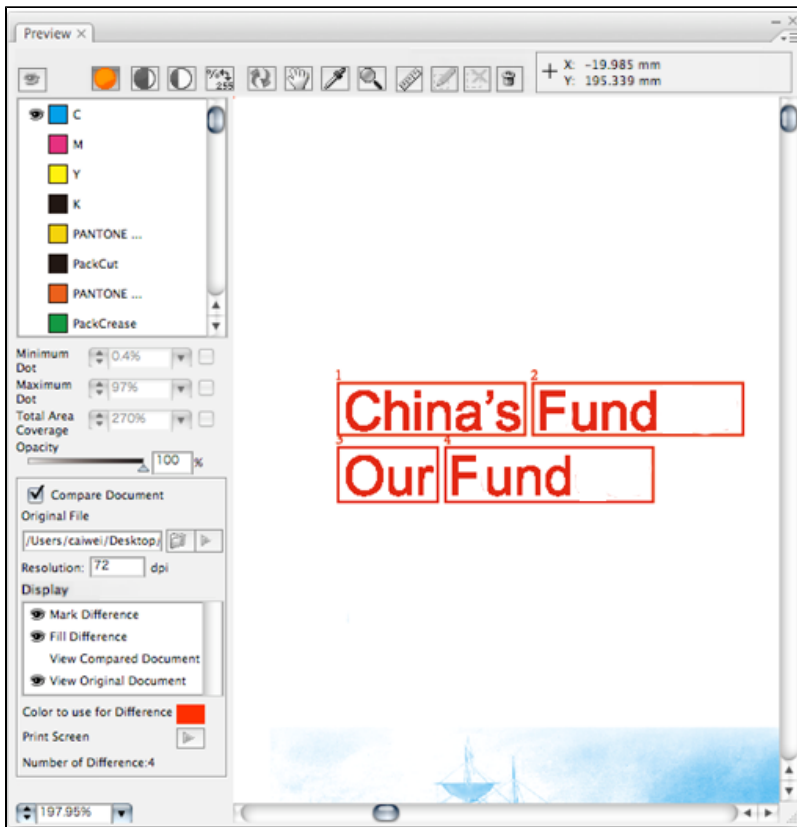 Preview ×
%
255
X: -19.985 mm
Y: 195.339 mm
C
M
Y
K
PANTONE ...
PackCut
PANTONE ...
PackCrease
Minimum Dot 0.4%
Maximum Dot 97%
Total Area Coverage 270%
Opacity
100 %
Compare Document
Original File
/Users/caiwei/Desktop/
Resolution: 72 dpi
Display
Mark Difference
Fill Difference
View Compared Document
View Original Document
Color to use for Difference
Print Screen
Number of Difference:4
197.95%
1 2
China's Fund
3 4
Our Fund